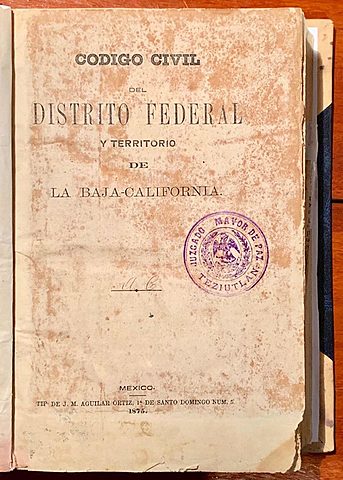 CODIGO CIVIL
DEL
DISTRITO FEDERAL
Y TERRITORIO
DE
LA BAJA-CALIFORNIA.
JUZGADO MAYOR DE PAZ
TEZIUTLAN
MEXICO.
TIP. DE J. M. AGUILAR ORTIZ, 1ª DE SANTO DOMINGO NUM. 5.
1875.